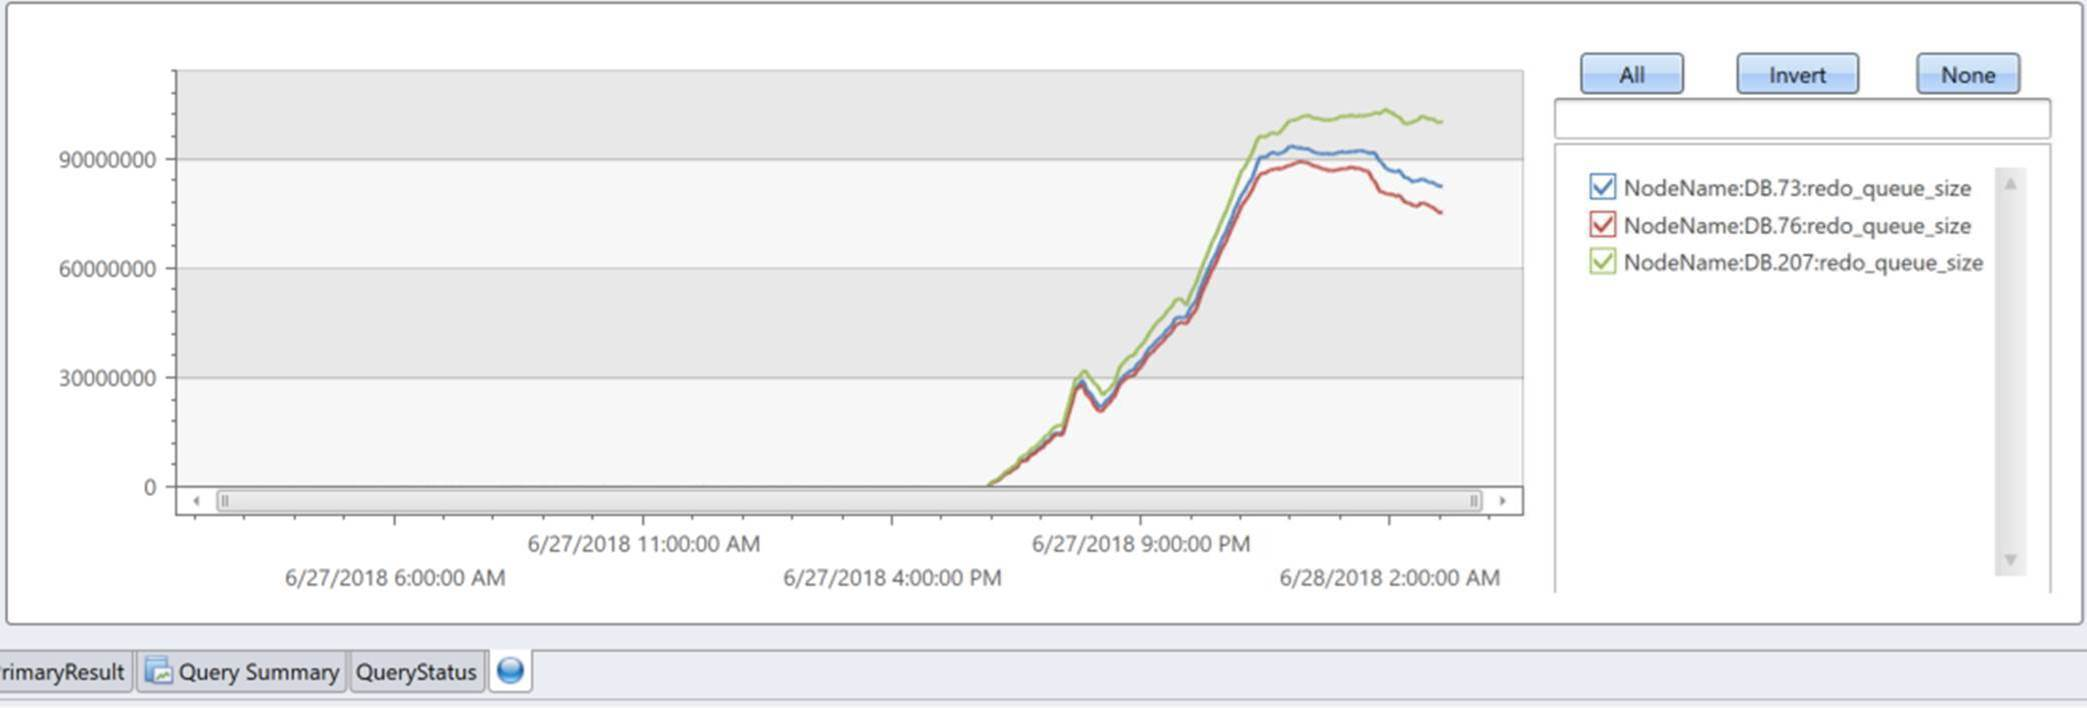 All
Invert
None
90000000
60000000
30000000
0
NodeName:DB.73:redo_queue_size
NodeName:DB.76:redo_queue_size
NodeName:DB.207:redo_queue_size
6/27/2018 11:00:00 AM
6/27/2018 9:00:00 PM
6/27/2018 6:00:00 AM
6/27/2018 4:00:00 PM
6/28/2018 2:00:00 AM
rimaryResult
Query Summary
QueryStatus